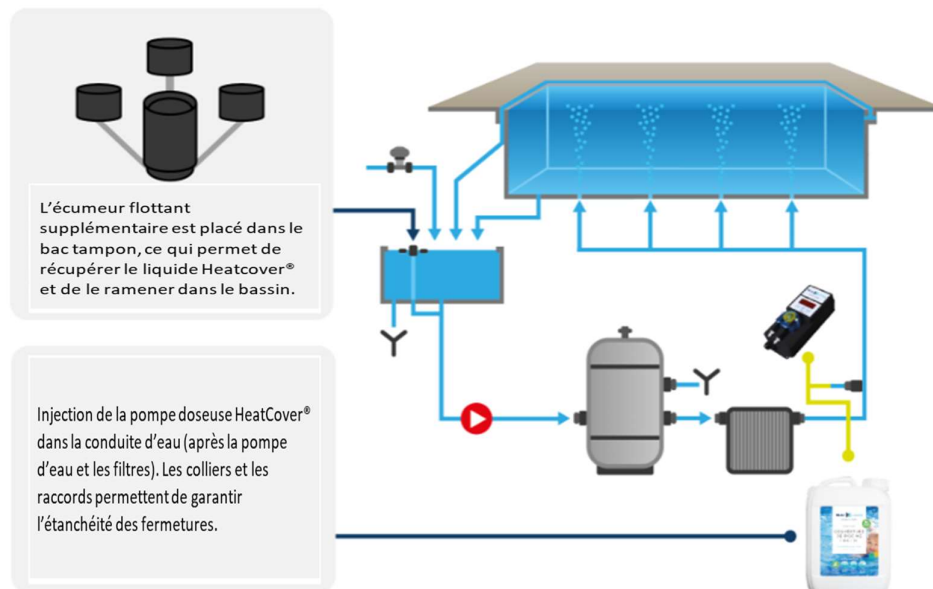 L'écumeur flottant
supplémentaire est placé dans le
bac tampon, ce qui permet de
récupérer le liquide Heatcover®
et de le ramener dans le bassin.
Injection de la pompe doseuse HeatCover®
dans la conduite d'eau (après la pompe
d'eau et les filtres). Les colliers et les
raccords permettent de garantir
l'étanchéité des fermetures.